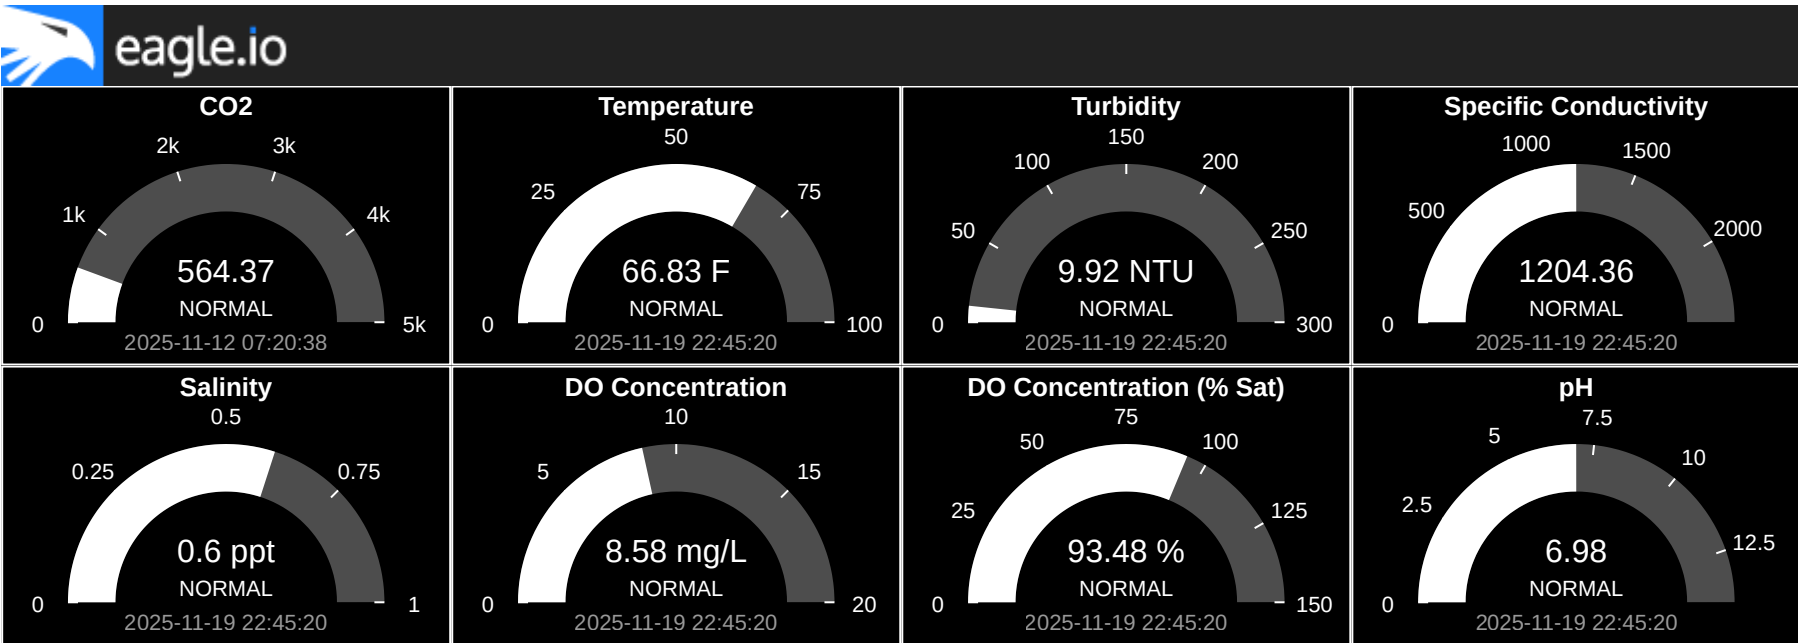 eagle.io
CO2
2k
3k
1k
4k
564.37
NORMAL
0
5k
2025-11-12 07:20:38
Temperature
50
25
75
66.83 F
NORMAL
0
100
2025-11-19 22:45:20
Turbidity
150
100
200
50
250
9.92 NTU
NORMAL
0
300
2025-11-19 22:45:20
Specific Conductivity
1000
1500
500
2000
1204.36
NORMAL
0
2025-11-19 22:45:20
Salinity
0.5
0.25
0.75
0.6 ppt
NORMAL
0
1
2025-11-19 22:45:20
DO Concentration
10
5
15
8.58 mg/L
NORMAL
0
20
2025-11-19 22:45:20
DO Concentration (% Sat)
75
50
100
25
125
93.48 %
NORMAL
0
150
2025-11-19 22:45:20
pH
7.5
5
10
2.5
12.5
6.98
NORMAL
0
2025-11-19 22:45:20